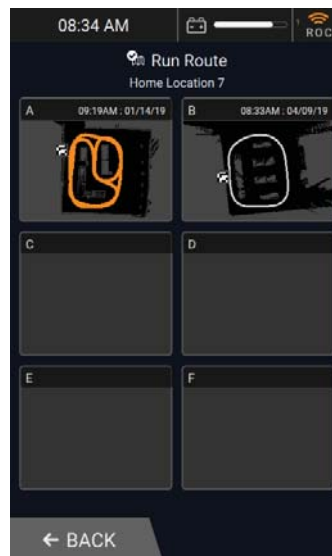 08:34 AM
ROC
Run Route
Home Location 7
A 09:19AM : 01/14/19
B 08:33AM : 04/09/19
C
D
E
F
← BACK